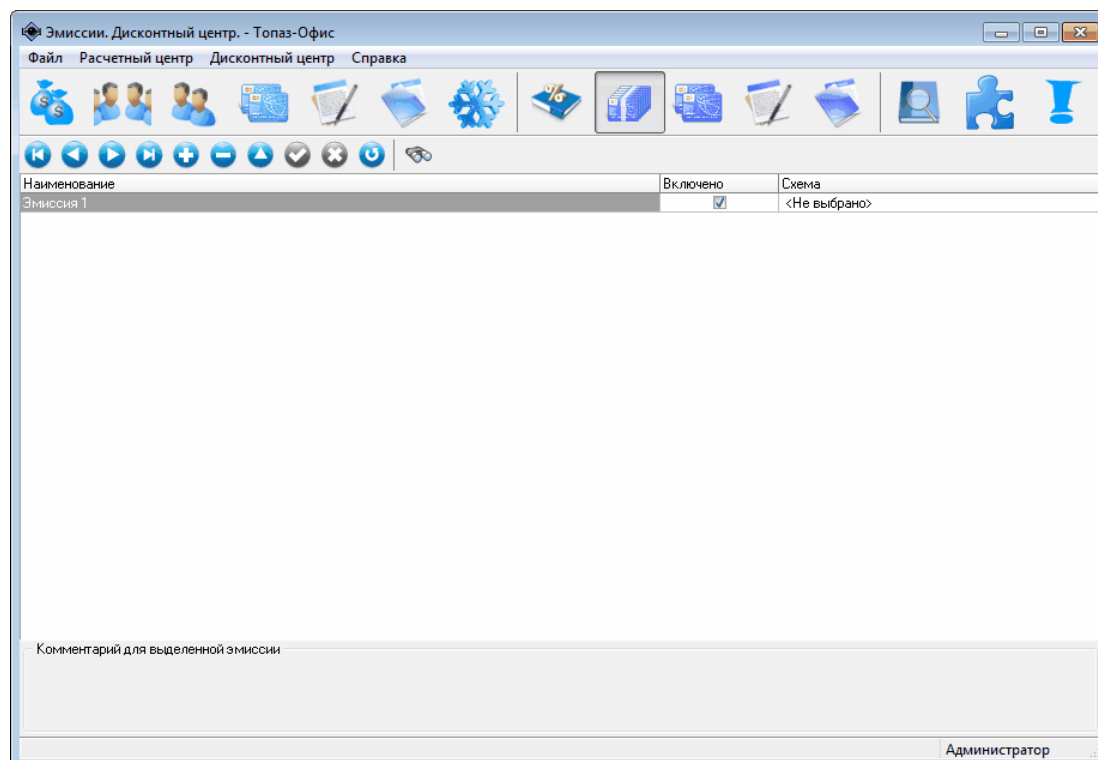 Эмиссии. Дисконтный центр. - Топаз-Офис
Файл Расчетный центр Дисконтный центр Справка
Наименование Включено Схема
Эмиссия 1 <Не выбрано>
Комментарий для выделенной эмиссии
Администратор